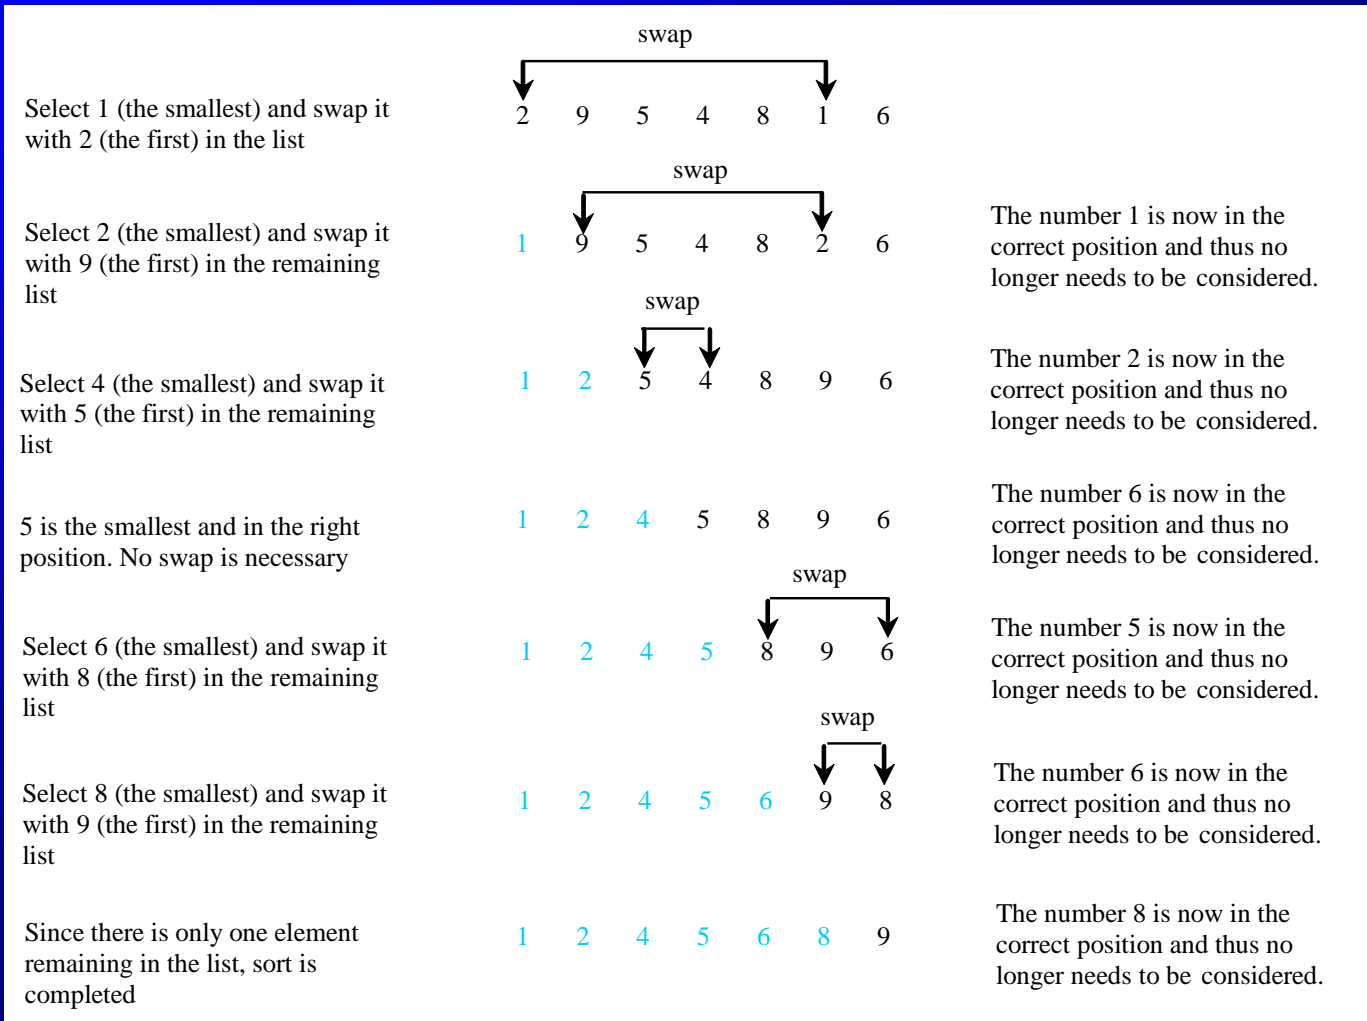 swap
Select 1 (the smallest) and swap it
with 2 (the first) in the list
2 9 5 4 8 1 6
swap
Select 2 (the smallest) and swap it
with 9 (the first) in the remaining
list
1 9 5 4 8 2 6
The number 1 is now in the
correct position and thus no
longer needs to be considered.
swap
Select 4 (the smallest) and swap it
with 5 (the first) in the remaining
list
1 2 5 4 8 9 6
The number 2 is now in the
correct position and thus no
longer needs to be considered.
5 is the smallest and in the right
position. No swap is necessary
1 2 4 5 8 9 6
The number 6 is now in the
correct position and thus no
longer needs to be considered.
swap
Select 6 (the smallest) and swap it
with 8 (the first) in the remaining
list
1 2 4 5 8 9 6
The number 5 is now in the
correct position and thus no
longer needs to be considered.
swap
Select 8 (the smallest) and swap it
with 9 (the first) in the remaining
list
1 2 4 5 6 9 8
The number 6 is now in the
correct position and thus no
longer needs to be considered.
Since there is only one element
remaining in the list, sort is
completed
1 2 4 5 6 8 9
The number 8 is now in the
correct position and thus no
longer needs to be considered.